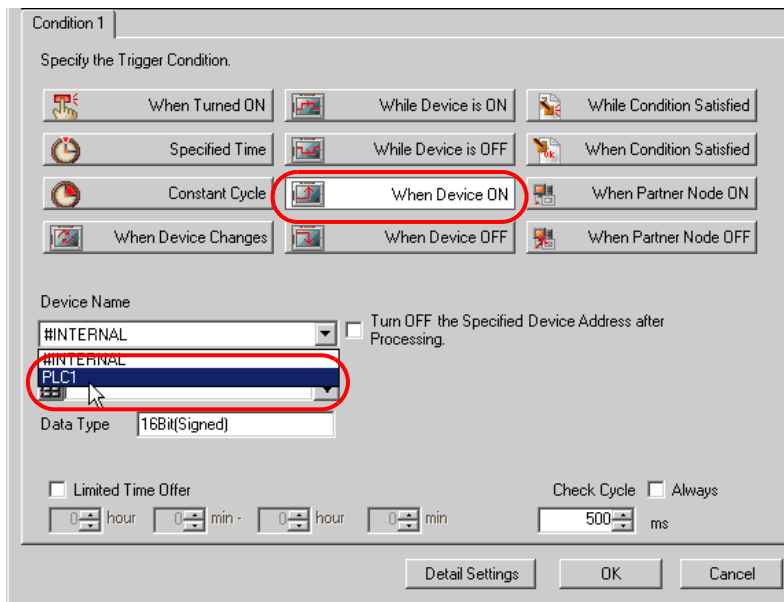 Condition 1
Specify the Trigger Condition.
When Turned ON
While Device is ON
While Condition Satisfied
Specified Time
While Device is OFF
When Condition Satisfied
Constant Cycle
When Device ON
When Partner Node ON
When Device Changes
When Device OFF
When Partner Node OFF
Device Name
#INTERNAL
Turn OFF the Specified Device Address after
Processing.
#INTERNAL
PLC1
Data Type 16Bit(Signed)
Limited Time Offer
Check Cycle Always
0 hour 0 min - 0 hour 0 min
500 ms
Detail Settings OK Cancel